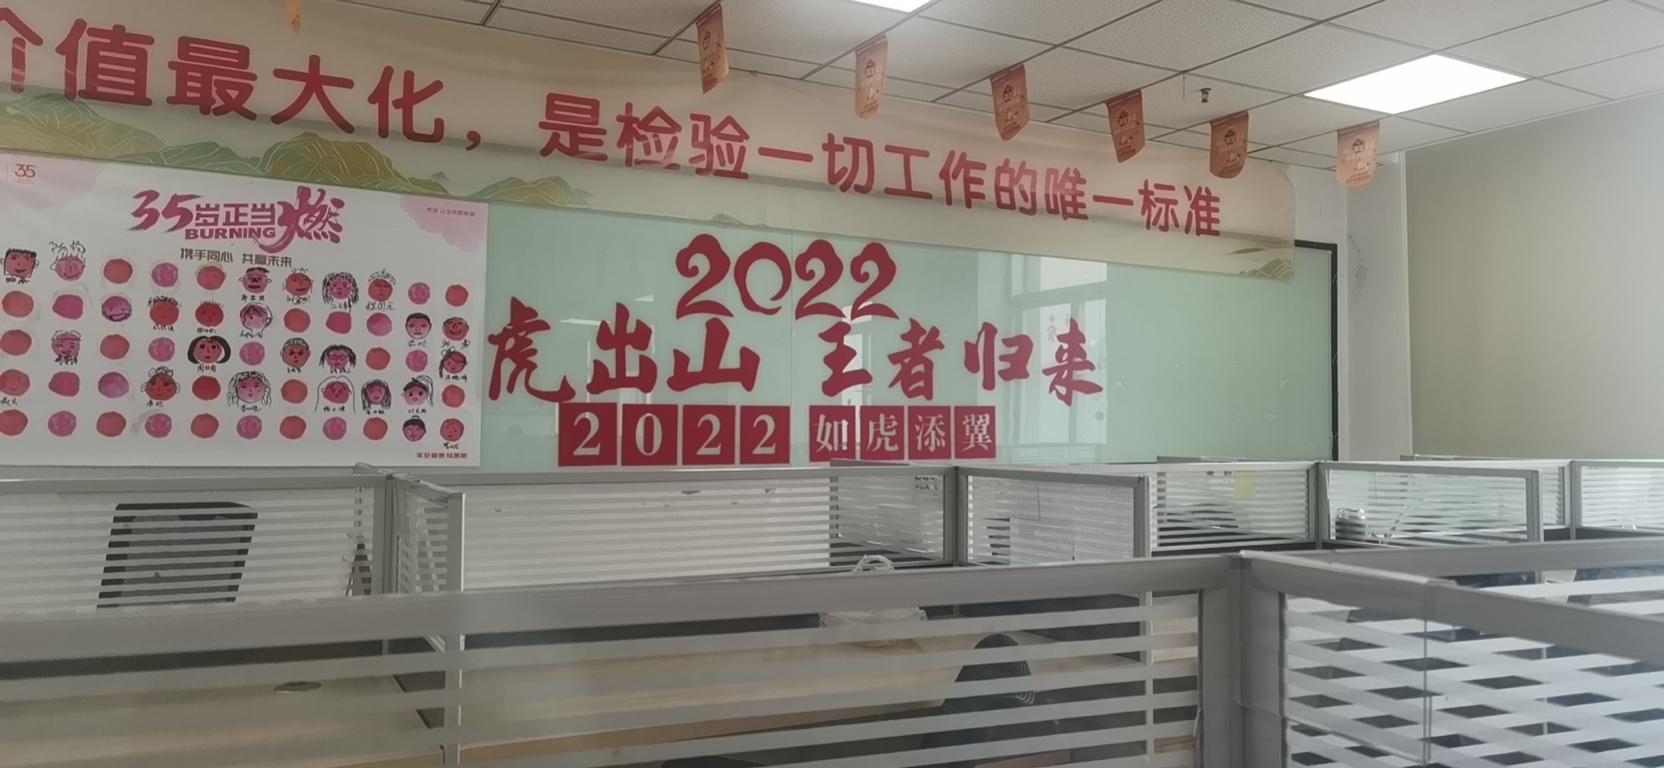 价值最大化，是检验一切工作的唯一标准
35
35岁正当燃
BURNING
携手同心 共赢未来
2022
虎出山 王者归来
2022 如虎添翼